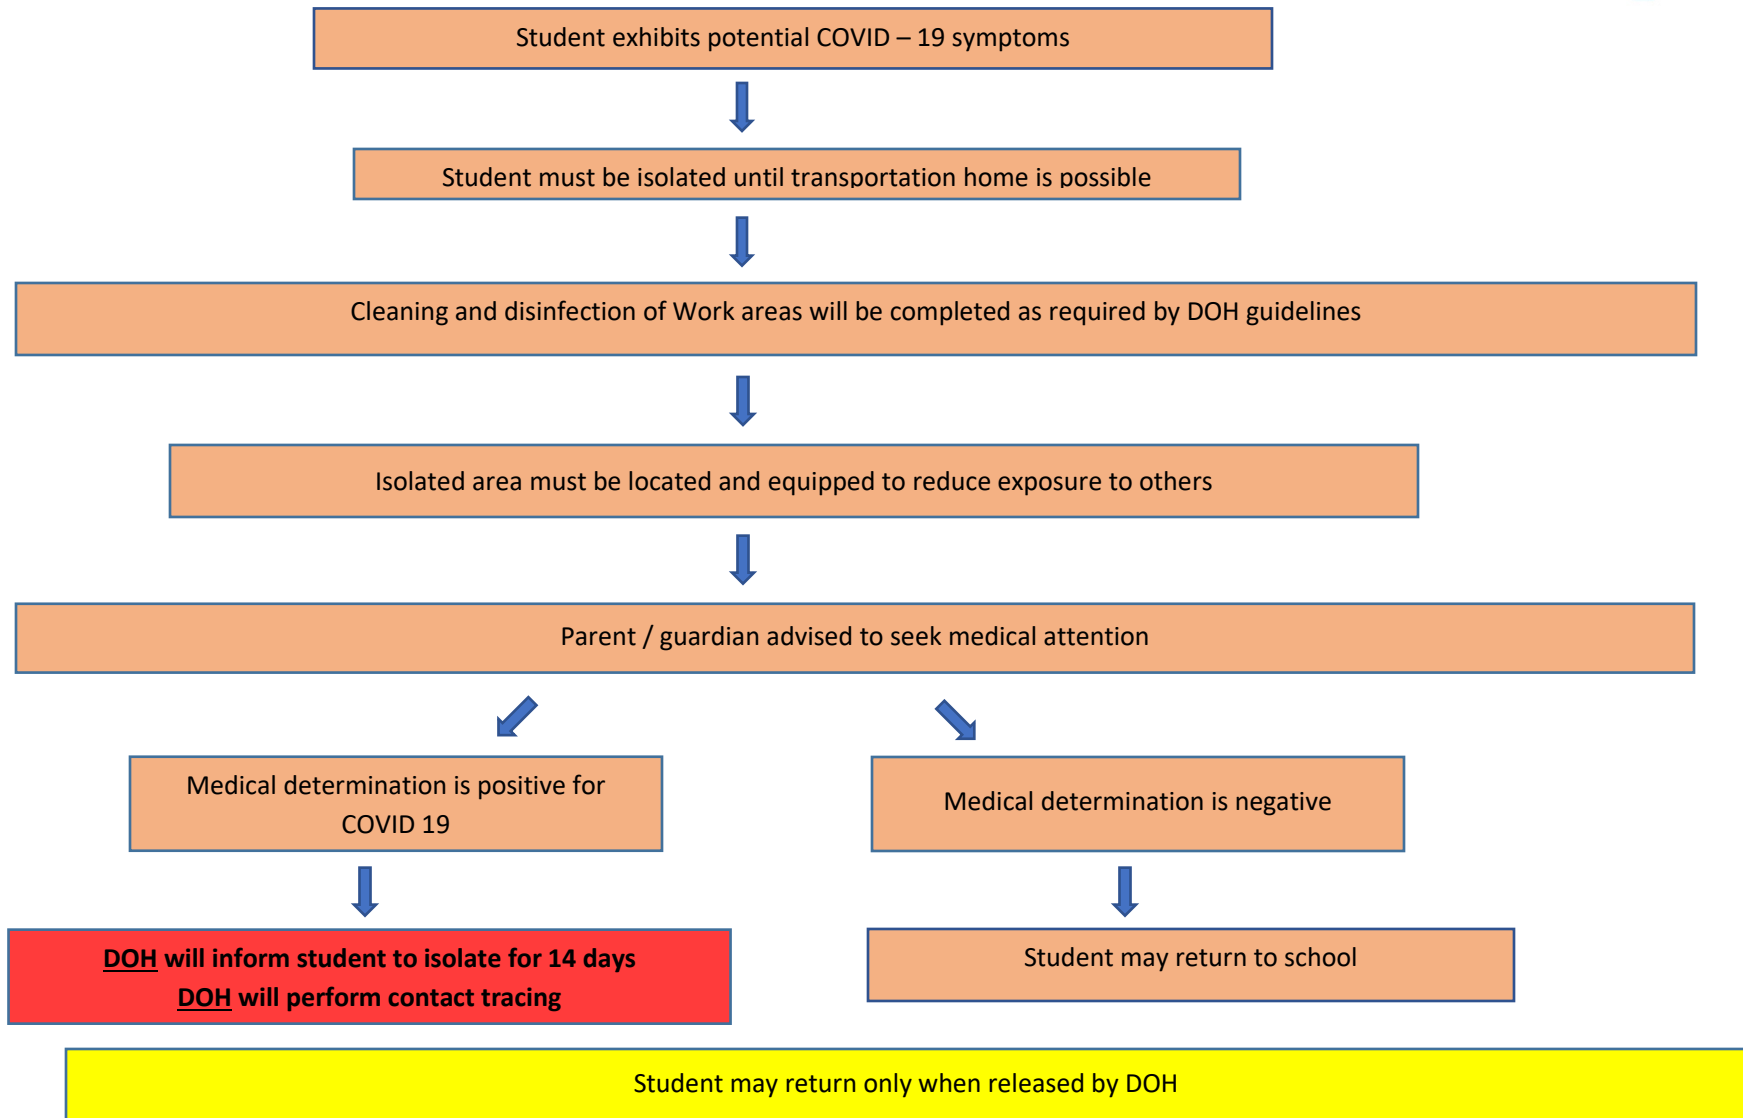 Student exhibits potential COVID – 19 symptoms
Student must be isolated until transportation home is possible
Cleaning and disinfection of Work areas will be completed as required by DOH guidelines
Isolated area must be located and equipped to reduce exposure to others
Parent / guardian advised to seek medical attention
Medical determination is positive for
COVID 19
Medical determination is negative
DOH will inform student to isolate for 14 days
DOH will perform contact tracing
Student may return to school
Student may return only when released by DOH